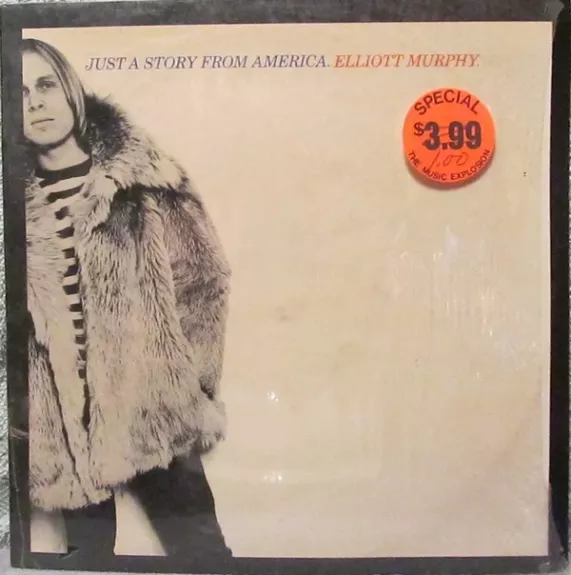 JUST A STORY FROM AMERICA. ELLIOTT MURPHY.
SPECIAL
$3.99
1.00
THE MUSIC EXPLOSION